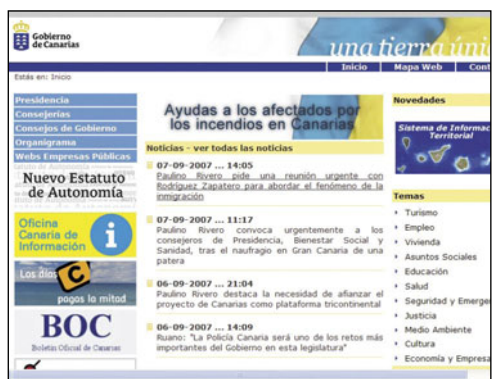 Gobierno
de Canarias
una tierra úni
Inicio
Mapa Web
Cont
Estás en: Inicio
Presidencia
Consejerías
Consejos de Gobierno
Organigrama
Webs Empresas Públicas
Nuevo Estatuto
de Autonomía
Oficina
Canaria de
Información
i
Los días
C
pagas la mitad
BOC
Boletín Oficial de Canarias
Ayudas a los afectados por
los incendios en Canarias
Noticias - ver todas las noticias
07-09-2007 ... 14:05
Paulino Rivero pide una reunión urgente con
Rodríguez Zapatero para abordar el fenómeno de la
inmigración
07-09-2007 ... 11:17
Paulino Rivero convoca urgentemente a los
consejeros de Presidencia, Bienestar Social y
Sanidad, tras el naufragio en Gran Canaria de una
patera
06-09-2007 ... 21:04
Paulino Rivero destaca la necesidad de afianzar el
proyecto de Canarias como plataforma tricontinental
06-09-2007 ... 14:09
Ruano: "La Policía Canaria será uno de los retos más
importantes del Gobierno en esta legislatura"
Novedades
Sistema de Informac
Territorial
Temas
Turismo
Empleo
Vivienda
Asuntos Sociales
Educación
Salud
Seguridad y Emerge
Justicia
Medio Ambiente
Cultura
Economía y Empresa